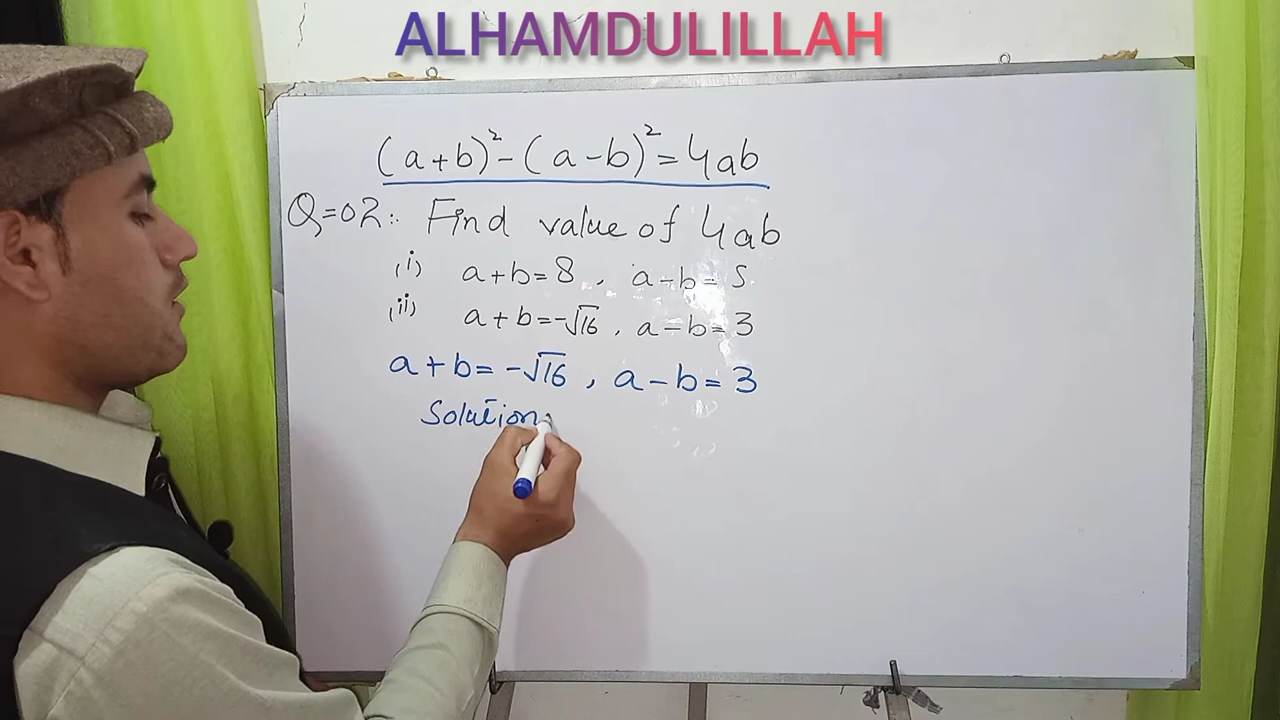 ALHAMDULILLAH
(a+b)² - (a-b)² = 4ab
Q=02:. Find value of 4ab
(i) a+b=8, a-b=5
(ii) a+b=-√16, a-b=3
a+b=-√16, a-b=3
Solution